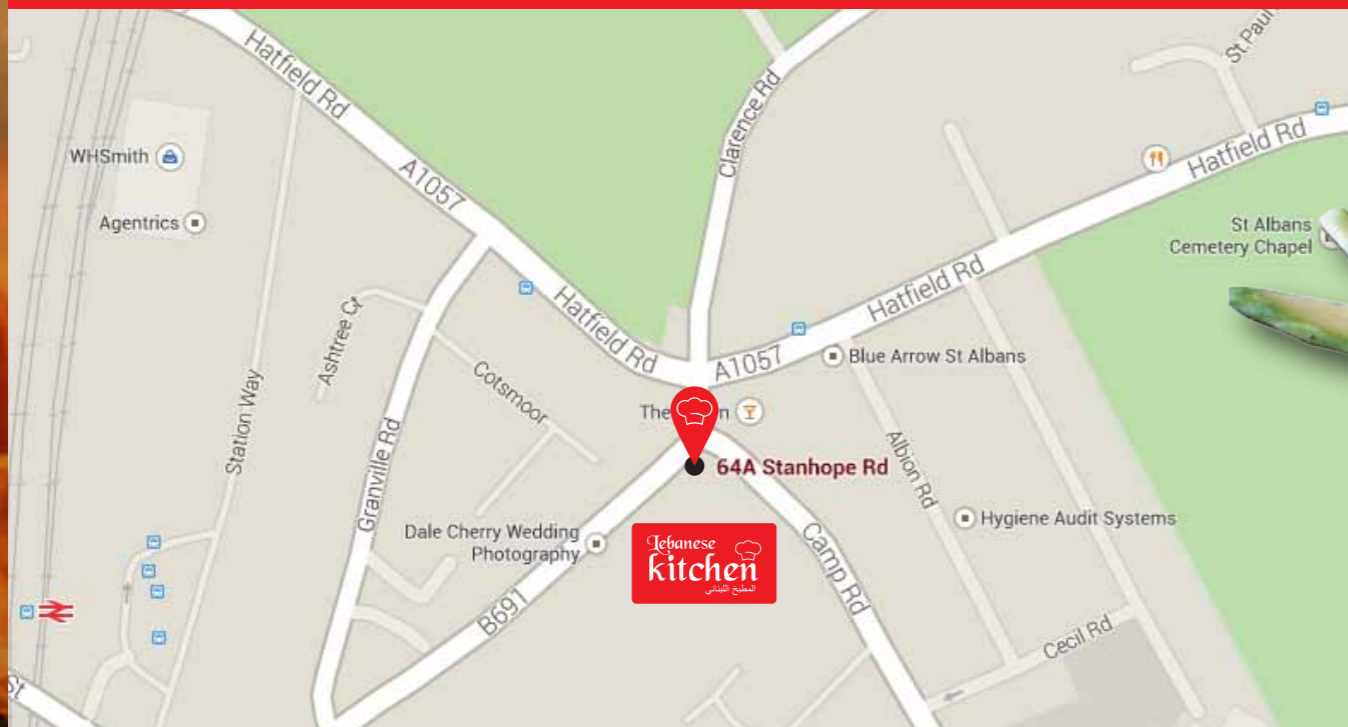 Hatfield Rd
St.Paul
Clarence Rd
WHSmith
A1057
Hatfield Rd
Agentrics
St Albans
Cemetery Chapel
Hatfield Rd
Ashtree Ct
Hatfield Rd
A1057
Blue Arrow St Albans
Cotsmoor
Station Way
Granville Rd
Albion Rd
64A Stanhope Rd
Hygiene Audit Systems
Dale Cherry Wedding
Photography
Lebanese
kitchen
المطبخ اللبناني
Camp Rd
B691
Cecil Rd
St